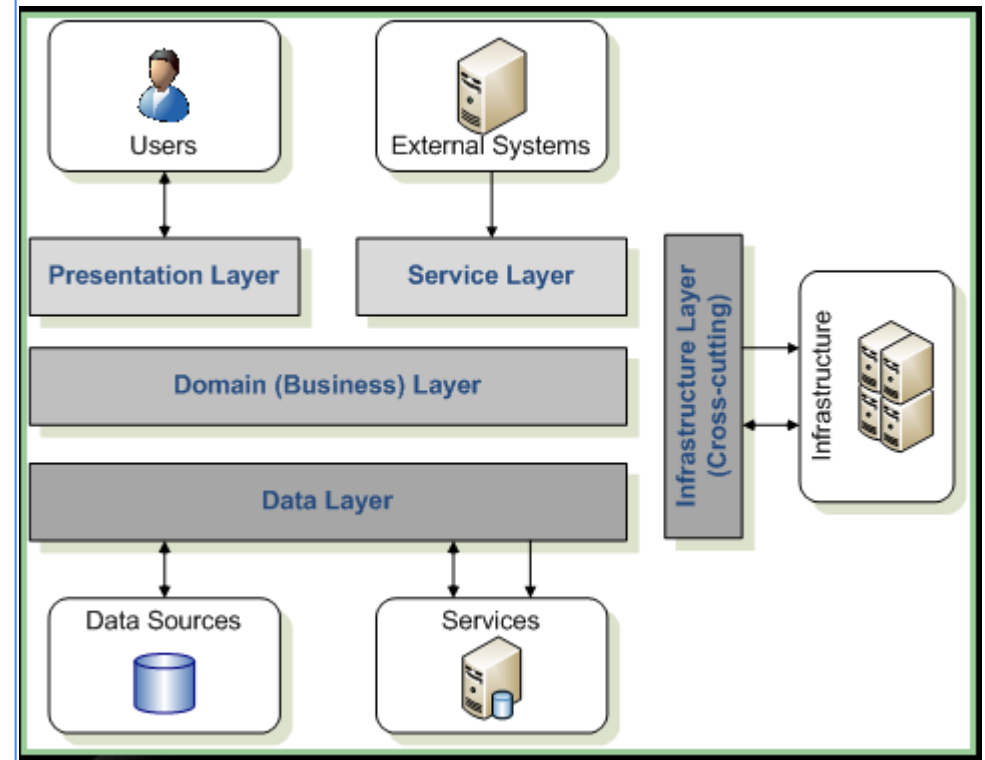 Users
External Systems
Presentation Layer
Service Layer
Domain (Business) Layer
Data Layer
Infrastructure Layer
(Cross-cutting)
Infrastructure
Data Sources
Services